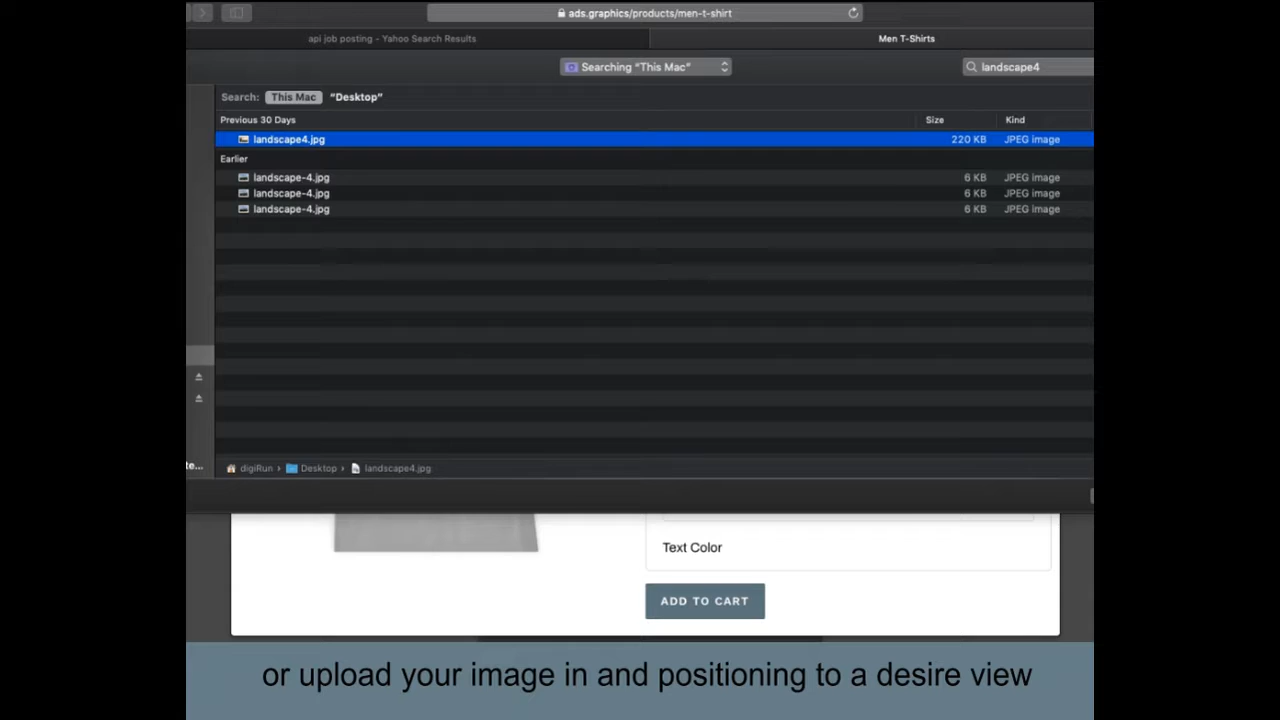 ads.graphics/products/men-t-shirt
api job posting - Yahoo Search Results
Men T-Shirts
Searching "This Mac"
landscape4
Search: This Mac "Desktop"
Previous 30 Days Size Kind
landscape4.jpg 220 KB JPEG image
Earlier
landscape-4.jpg 6 KB JPEG image
landscape-4.jpg 6 KB JPEG image
landscape-4.jpg 6 KB JPEG image
te...
digiRun › Desktop › landscape4.jpg
Text Color
ADD TO CART
or upload your image in and positioning to a desire view